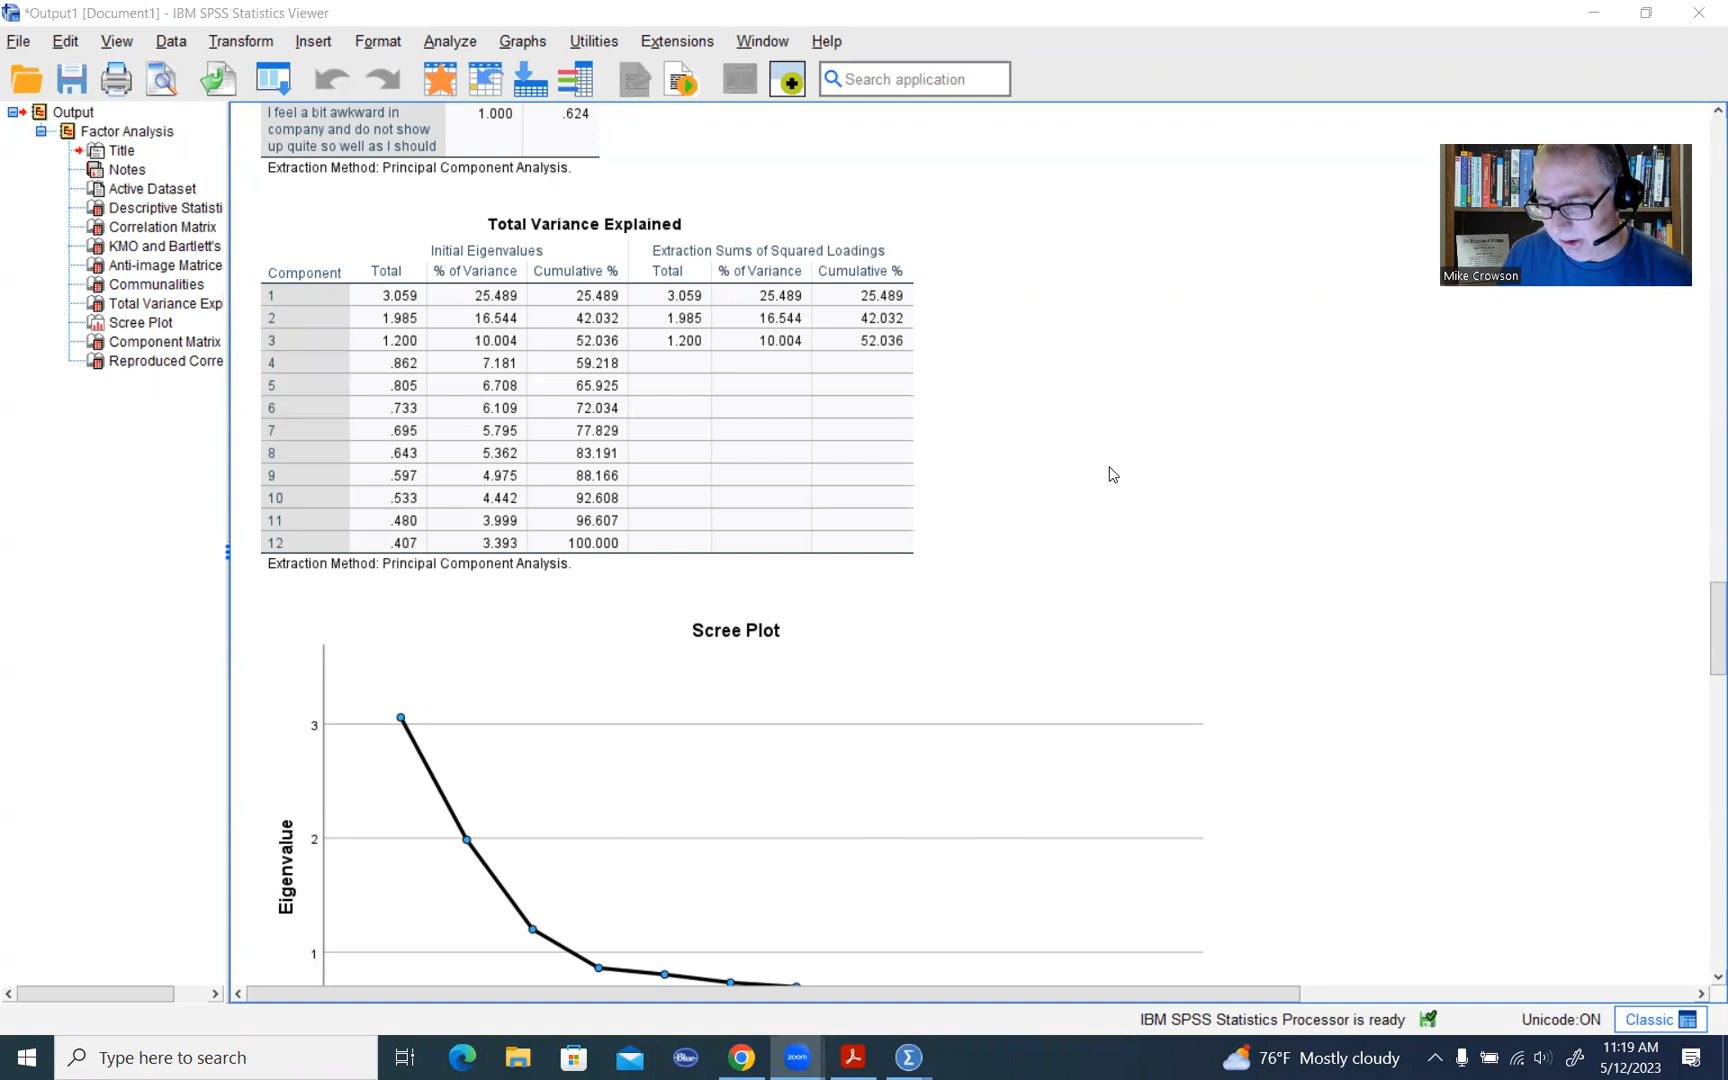 *Output1 [Document1] - IBM SPSS Statistics Viewer
File Edit View Data Transform Insert Format Analyze Graphs Utilities Extensions Window Help
Search application
Output
Factor Analysis
Title
Notes
Active Dataset
Descriptive Statisti
Correlation Matrix
KMO and Bartlett's
Anti-image Matrice
Communalities
Total Variance Exp
Scree Plot
Component Matrix
Reproduced Corre
I feel a bit awkward in 1.000 .624
company and do not show
up quite so well as I should
Extraction Method: Principal Component Analysis.
Total Variance Explained
Initial Eigenvalues Extraction Sums of Squared Loadings
Component Total % of Variance Cumulative % Total % of Variance Cumulative %
1 3.059 25.489 25.489 3.059 25.489 25.489
2 1.985 16.544 42.032 1.985 16.544 42.032
3 1.200 10.004 52.036 1.200 10.004 52.036
4 .862 7.181 59.218
5 .805 6.708 65.925
6 .733 6.109 72.034
7 .695 5.795 77.829
8 .643 5.362 83.191
9 .597 4.975 88.166
10 .533 4.442 92.608
11 .480 3.999 96.607
12 .407 3.393 100.000
Extraction Method: Principal Component Analysis.
Scree Plot
3
2
1
Eigenvalue
Mike Crowson
IBM SPSS Statistics Processor is ready Unicode:ON Classic
Type here to search
Blue
zoom
76°F Mostly cloudy
11:19 AM
5/12/2023